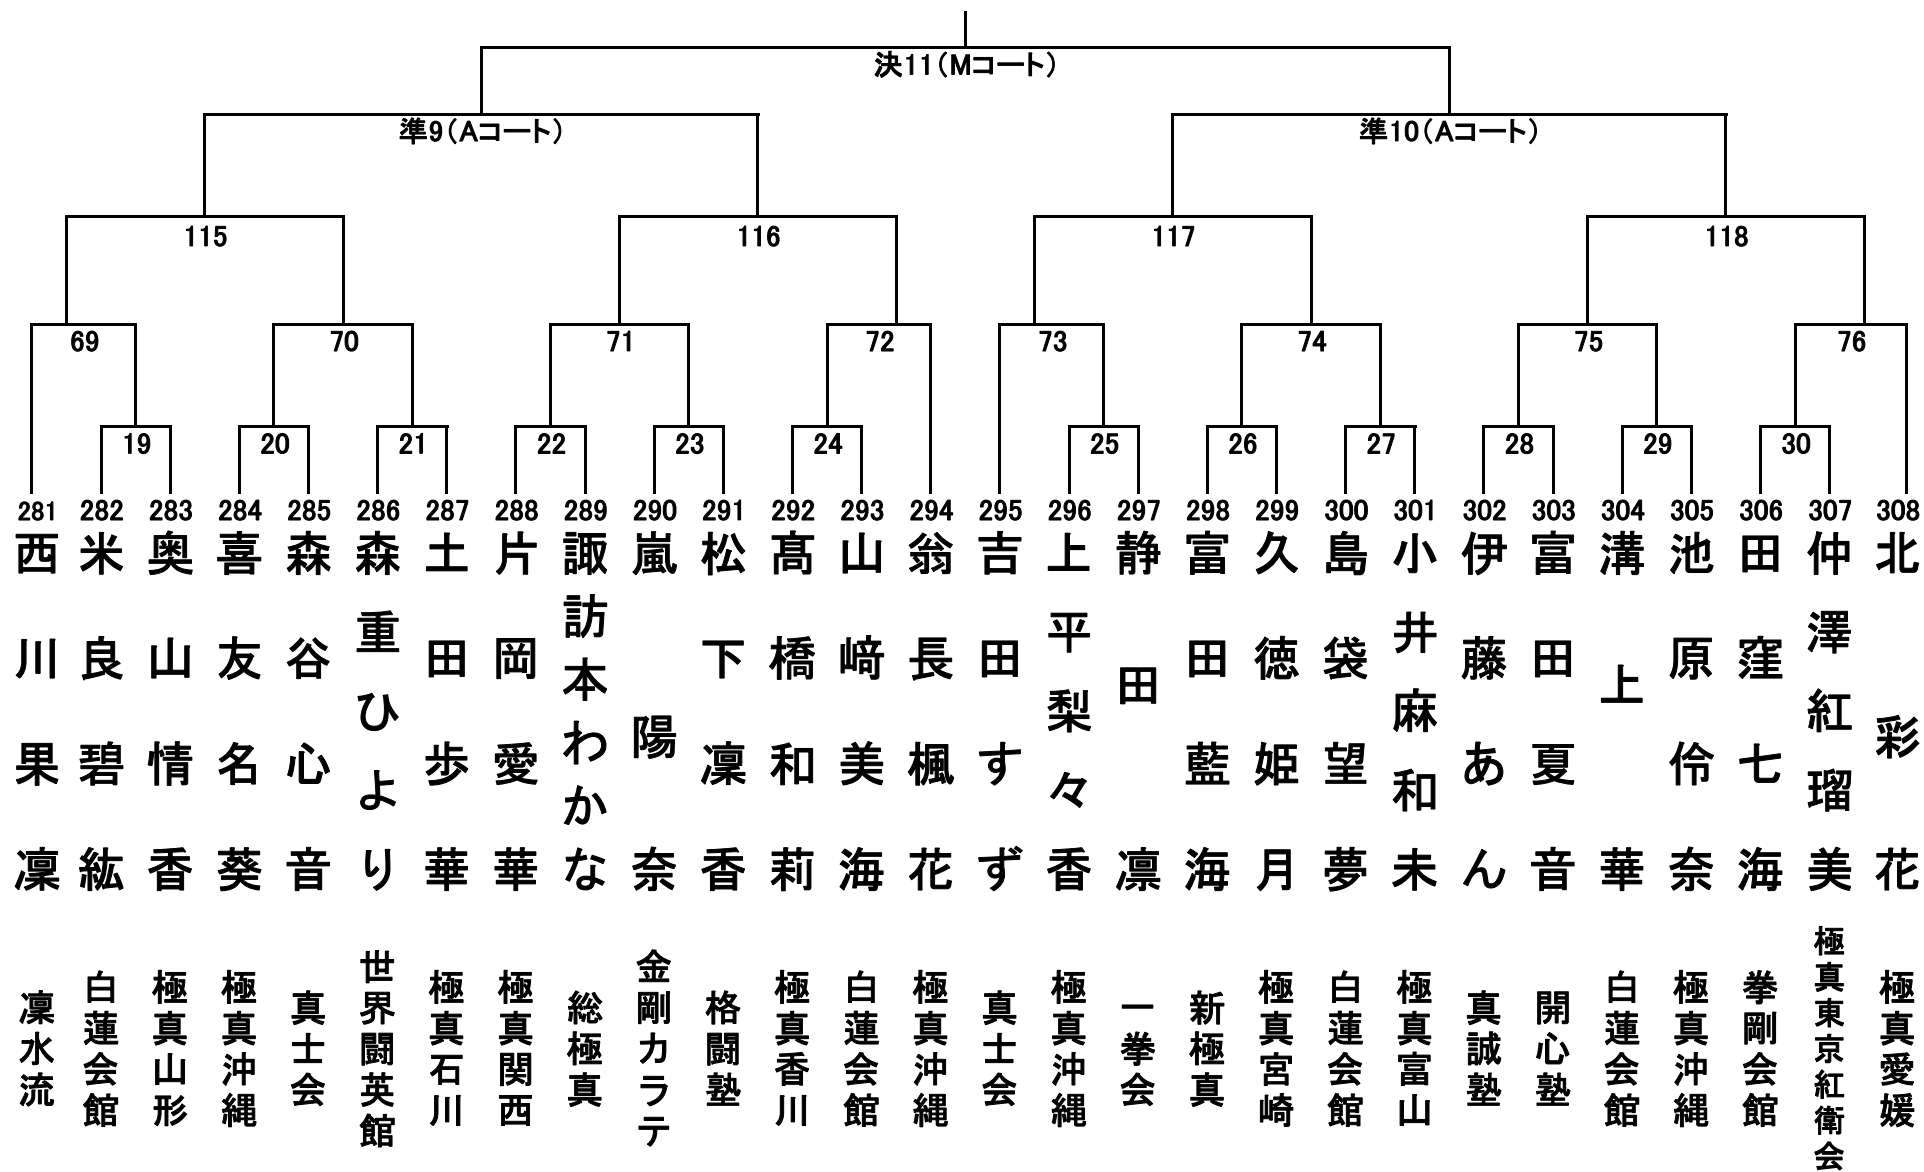 決11(Mコート)
準9(Aコート)
準10(Aコート)
115
116
117
118
69
70
71
72
73
74
75
76
19
20
21
22
23
24
25
26
27
28
29
30
281
282
283
284
285
286
287
288
289
290
291
292
293
294
295
296
297
298
299
300
301
302
303
304
305
306
307
308
西川果凜
米良碧紘
奥山情香
喜友名葵
森谷心音
森重ひより
土田歩華
片岡愛華
諏訪本わかな
嵐陽奈
松下凜香
髙橋和莉
山﨑美海
翁長楓花
吉田すず
上平梨々香
静田凛
富田藍海
久徳姫月
島袋望夢
小井麻和未
伊藤あん
富田夏音
溝上華
池原伶奈
田窪七海
仲澤紅瑠美
北彩花
凜水流
白蓮会館
極真山形
極真沖縄
真士会
世界闘英館
極真石川
極真関西
総極真
金剛カラテ
格闘塾
極真香川
白蓮会館
極真沖縄
真士会
極真沖縄
一拳会
新極真
極真宮崎
白蓮会館
極真富山
真誠塾
開心塾
白蓮会館
極真沖縄
拳剛会館
極真東京紅衛会
極真愛媛